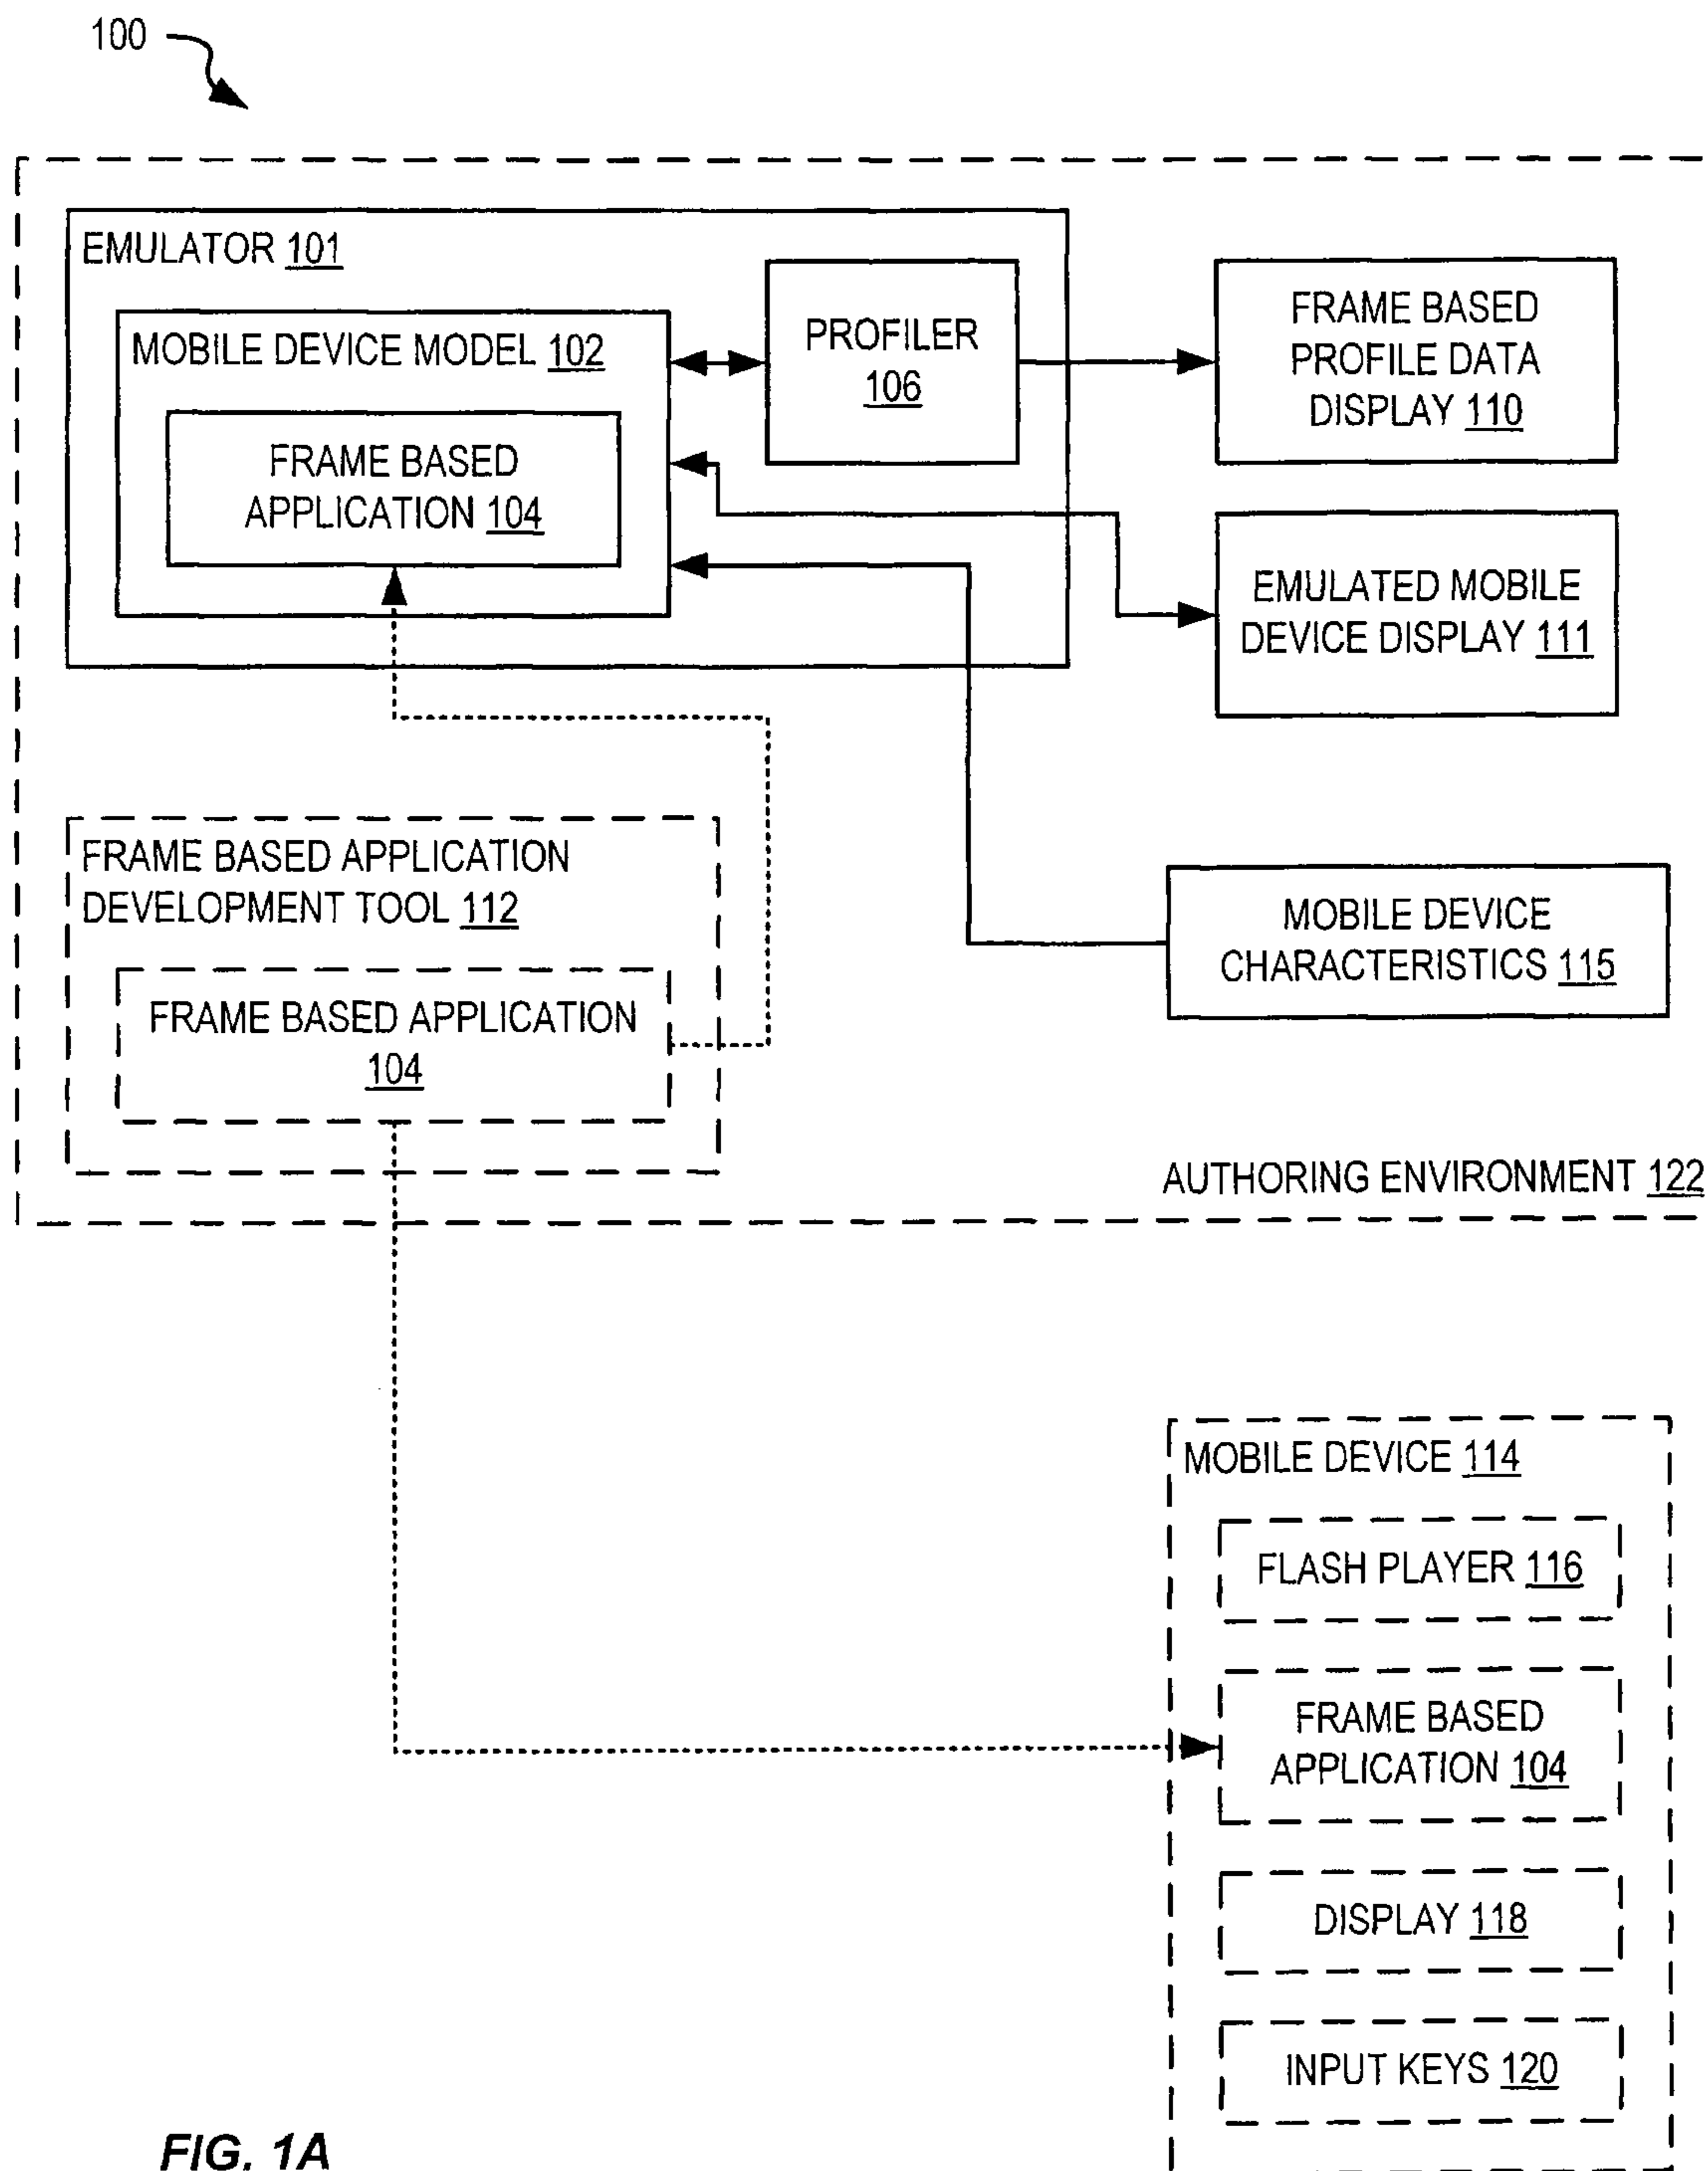 100
EMULATOR 101
MOBILE DEVICE MODEL 102
FRAME BASED
APPLICATION 104
PROFILER
106
FRAME BASED
PROFILE DATA
DISPLAY 110
EMULATED MOBILE
DEVICE DISPLAY 111
FRAME BASED APPLICATION
DEVELOPMENT TOOL 112
FRAME BASED APPLICATION
104
MOBILE DEVICE
CHARACTERISTICS 115
AUTHORING ENVIRONMENT 122
MOBILE DEVICE 114
FLASH PLAYER 116
FRAME BASED
APPLICATION 104
DISPLAY 118
INPUT KEYS 120
FIG. 1A